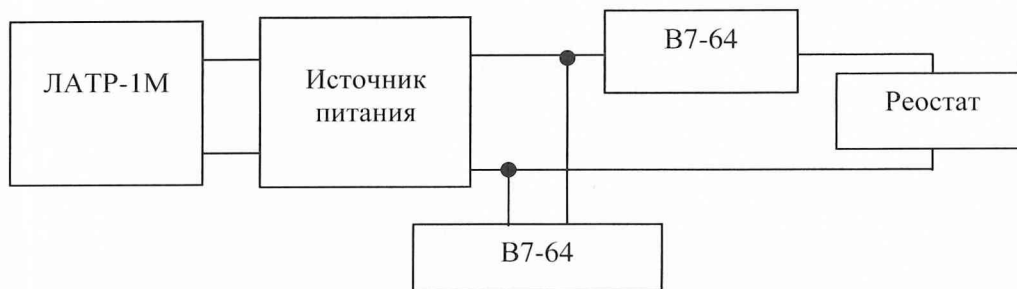 ЛАТР-1М
Источник
питания
В7-64
Реостат
В7-64